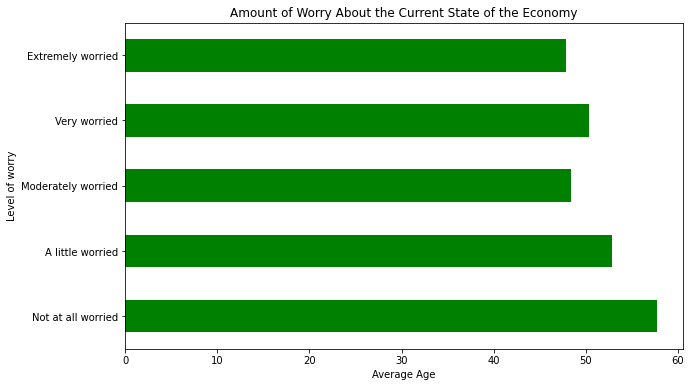 Amount of Worry About the Current State of the Economy
Level of worry
Extremely worried
Very worried
Moderately worried
A little worried
Not at all worried
0 10 20 30 40 50 60
Average Age